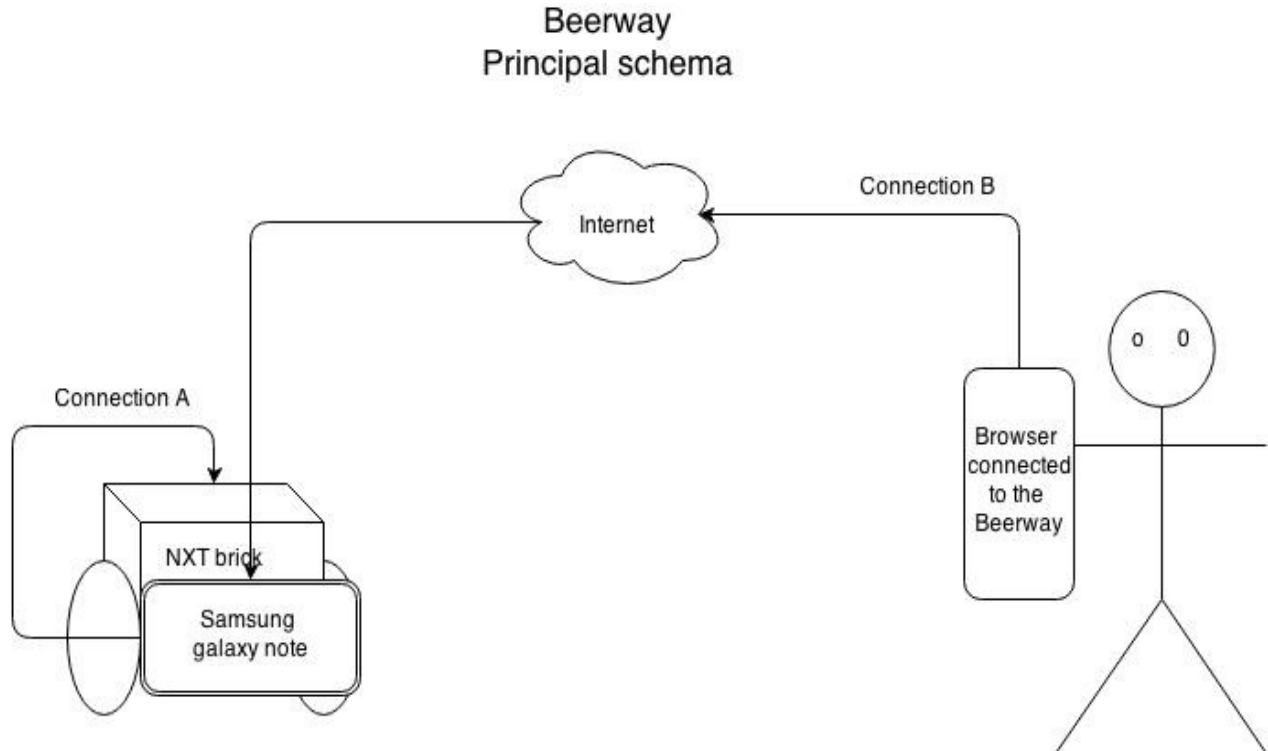 Beerway
Principal schema
Internet
Connection B
o 0
Connection A
Browser
connected
to the
Beerway
NXT brick
Samsung
galaxy note